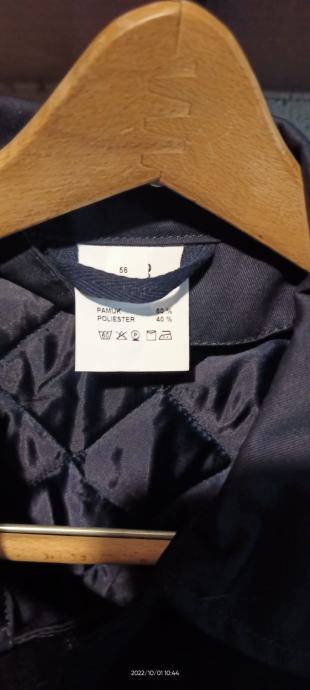 56
PAMUK 60 %
POLIESTER 40 %
2022/10/01 10:44